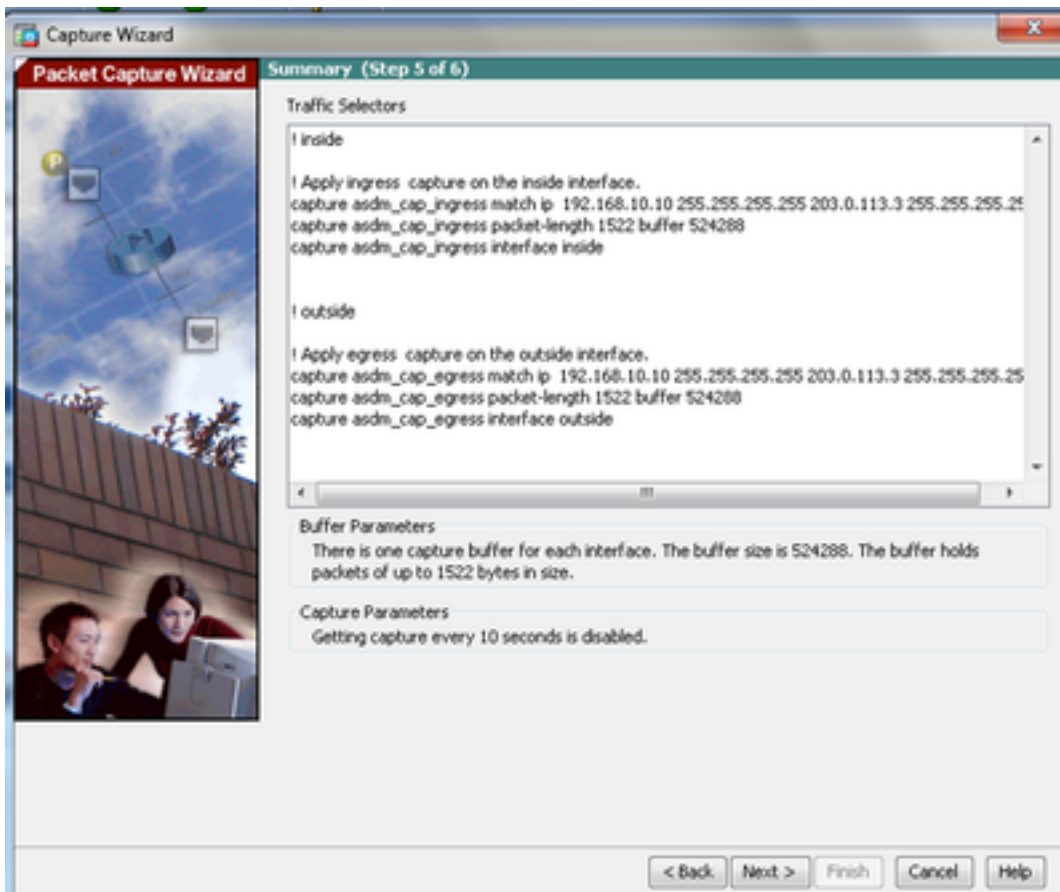 Capture Wizard
Packet Capture Wizard
Summary (Step 5 of 6)
Traffic Selectors
! inside
! Apply ingress capture on the inside interface.
capture asdm_cap_ingress match ip 192.168.10.10 255.255.255.255 203.0.113.3 255.255.255.25
capture asdm_cap_ingress packet-length 1522 buffer 524288
capture asdm_cap_ingress interface inside
! outside
! Apply egress capture on the outside interface.
capture asdm_cap_egress match ip 192.168.10.10 255.255.255.255 203.0.113.3 255.255.255.25
capture asdm_cap_egress packet-length 1522 buffer 524288
capture asdm_cap_egress interface outside
Buffer Parameters
There is one capture buffer for each interface. The buffer size is 524288. The buffer holds
packets of up to 1522 bytes in size.
Capture Parameters
Getting capture every 10 seconds is disabled.
< Back
Next >
Finish
Cancel
Help